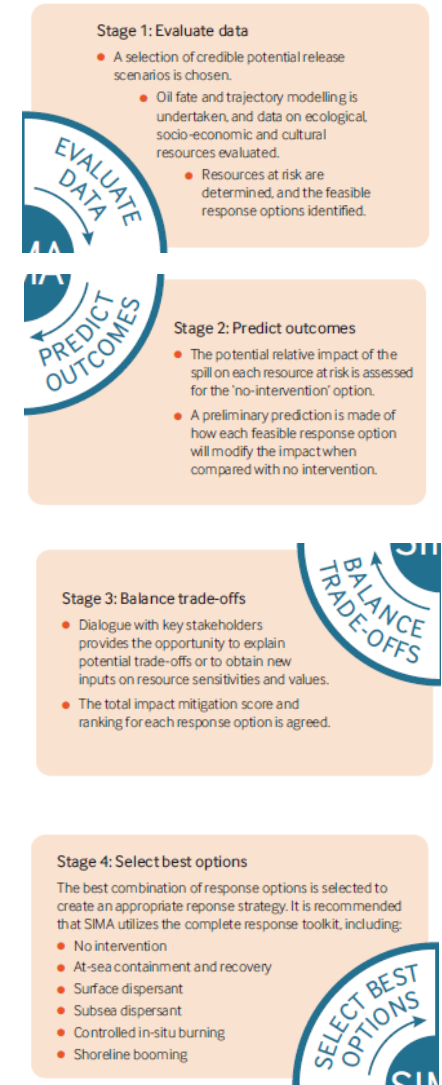 Stage 1: Evaluate data
• A selection of credible potential release
scenarios is chosen.
• Oil fate and trajectory modelling is
undertaken, and data on ecological,
socio-economic and cultural
resources evaluated.
• Resources at risk are
determined, and the feasible
response options identified.
EVALUATE
DATA
Stage 2: Predict outcomes
• The potential relative impact of the
spill on each resource at risk is assessed
for the 'no-intervention' option.
• A preliminary prediction is made of
how each feasible response option
will modify the impact when
compared with no intervention.
PREDICT
OUTCOMES
Stage 3: Balance trade-offs
• Dialogue with key stakeholders
provides the opportunity to explain
potential trade-offs or to obtain new
inputs on resource sensitivities and values.
• The total impact mitigation score and
ranking for each response option is agreed.
BALANCE
TRADE-OFFS
Stage 4: Select best options
The best combination of response options is selected to
create an appropriate reponse strategy. It is recommended
that SIMA utilizes the complete response toolkit, including:
• No intervention
• At-sea containment and recovery
• Surface dispersant
• Subsea dispersant
• Controlled in-situ burning
• Shoreline booming
SELECT BEST
OPTIONS